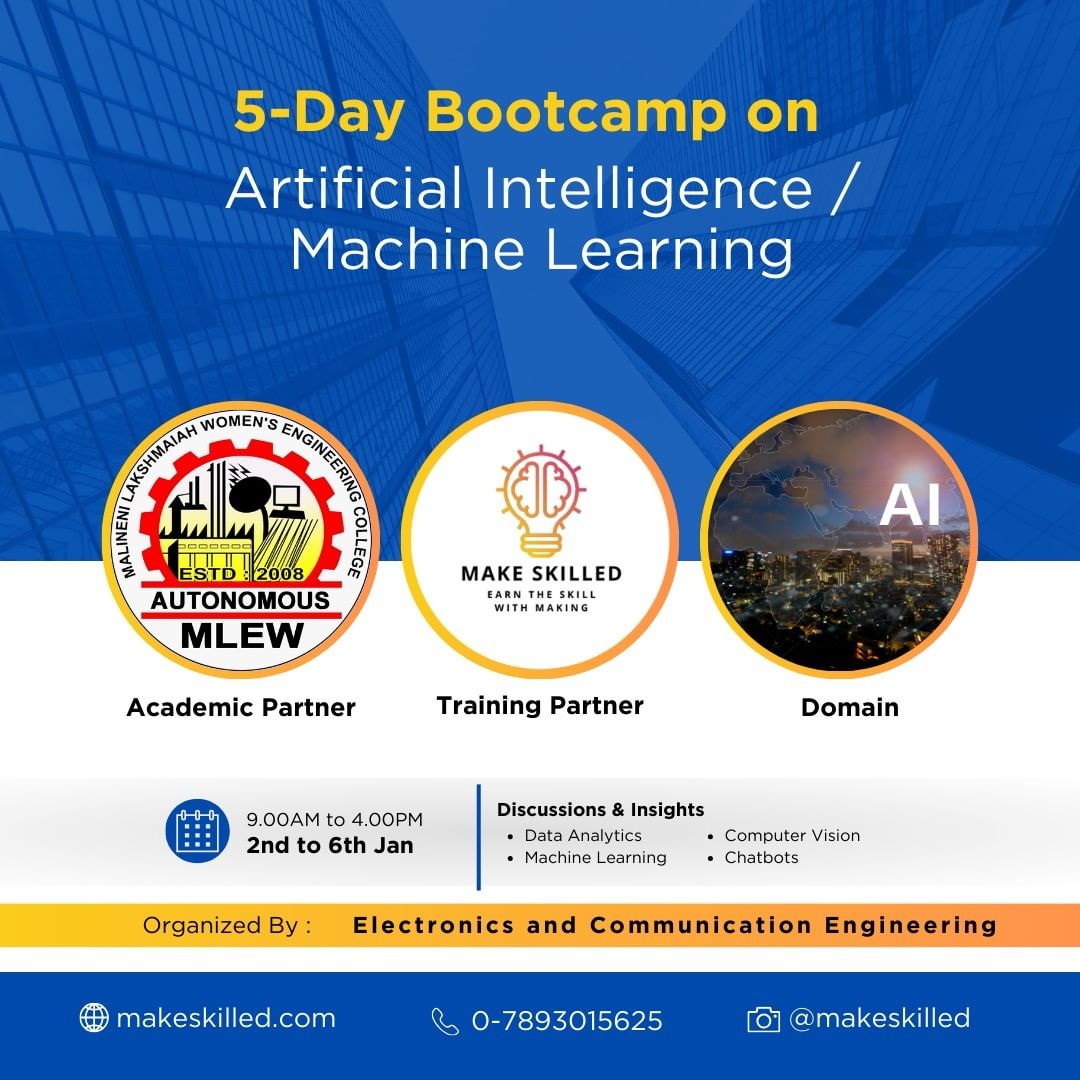 5-Day Bootcamp on
Artificial Intelligence /
Machine Learning
MALINENI LAKSHMAIAH WOMEN'S ENGINEERING COLLEGE
ESTD : 2008
AUTONOMOUS
MLEW
MAKE SKILLED
EARN THE SKILL
WITH MAKING
AI
Academic Partner
Training Partner
Domain
9.00AM to 4.00PM
2nd to 6th Jan
Discussions & Insights
• Data Analytics
• Machine Learning
• Computer Vision
• Chatbots
Organized By : Electronics and Communication Engineering
makeskilled.com
0-7893015625
@makeskilled